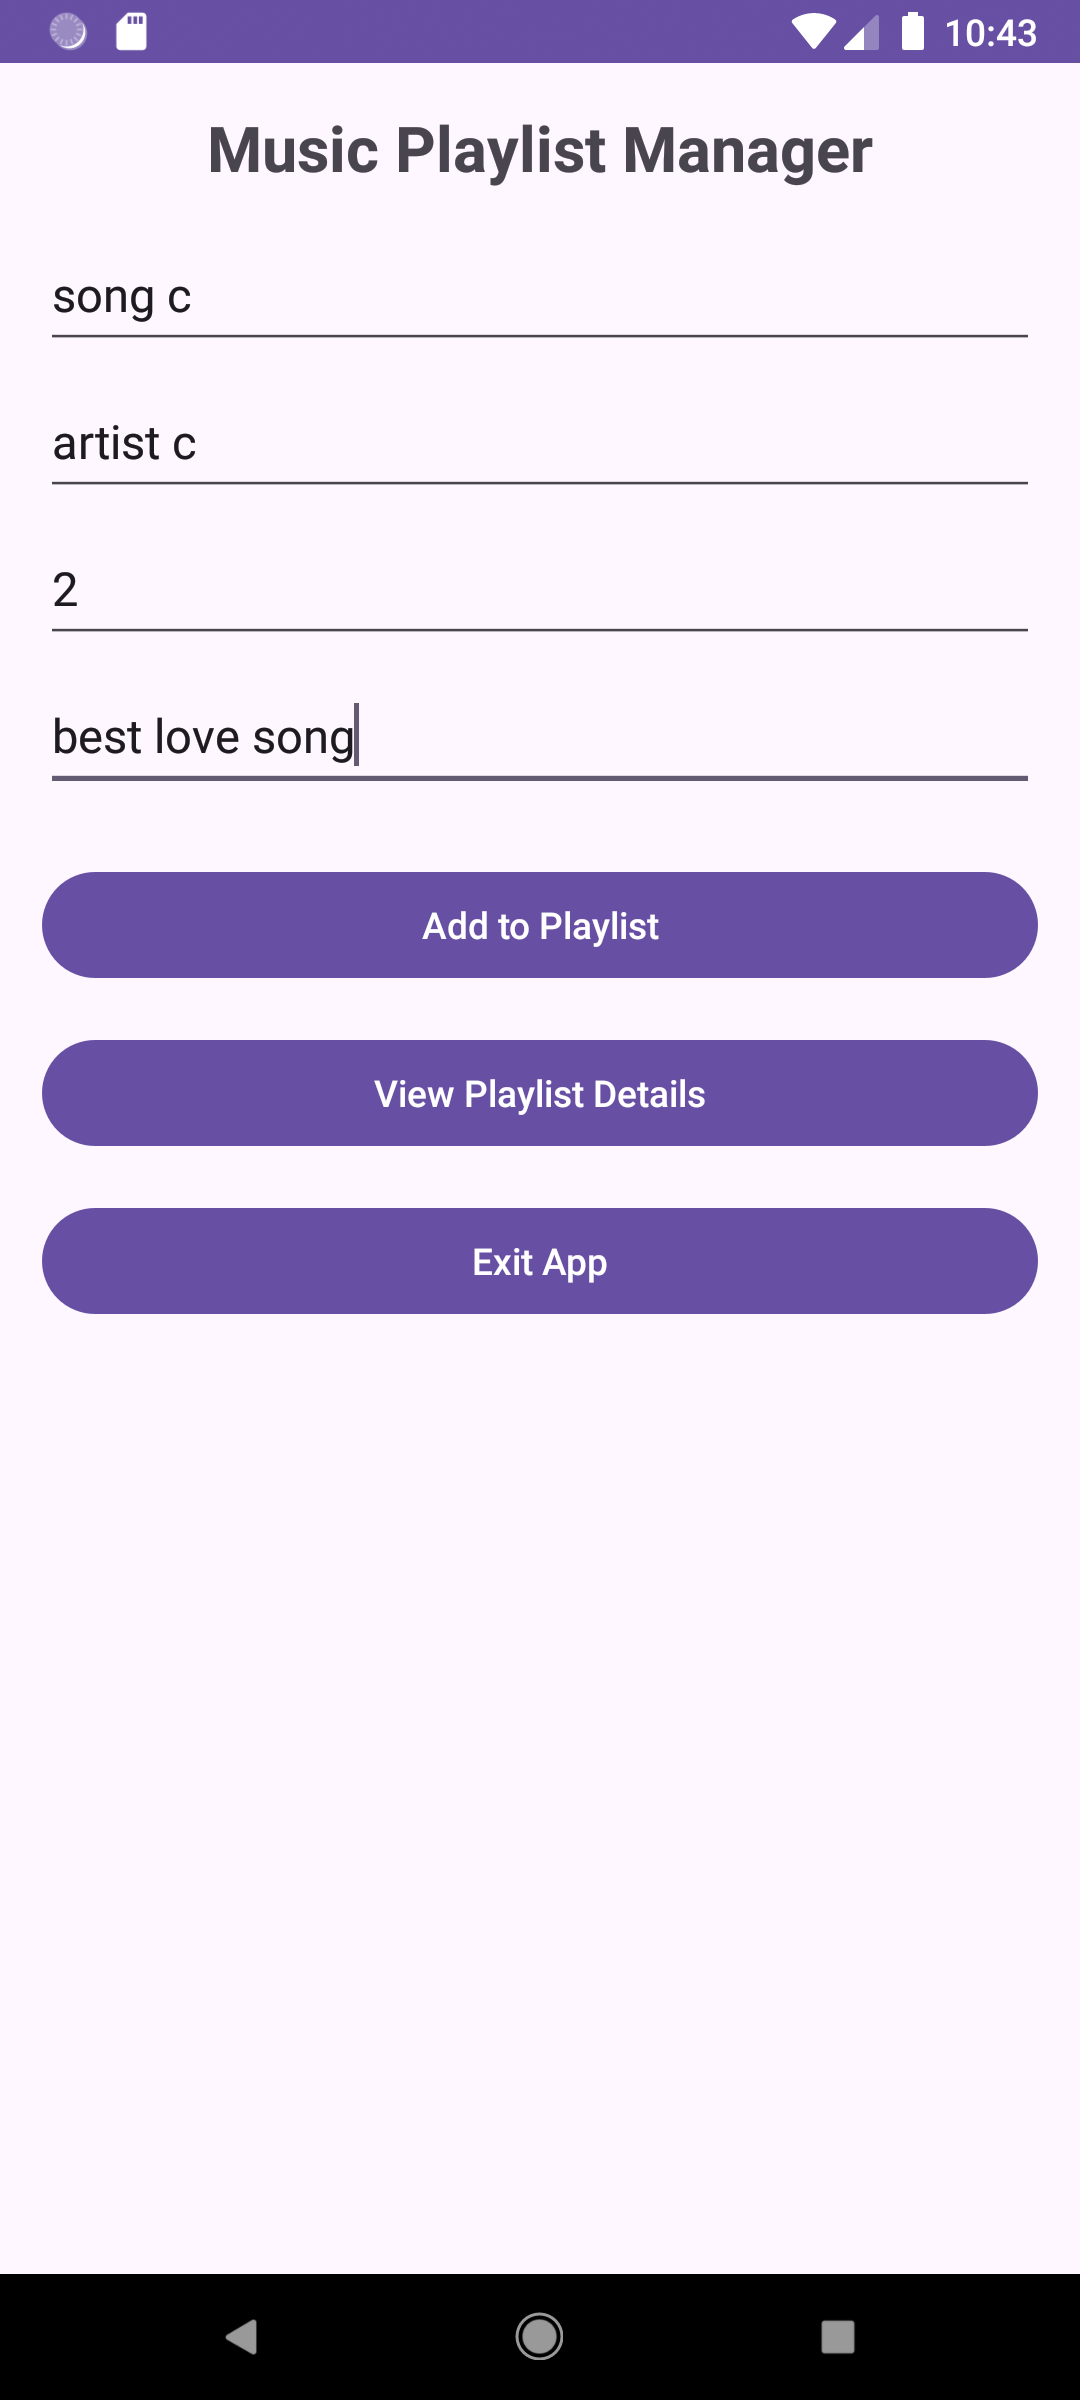 10:43
Music Playlist Manager
song c
artist c
2
best love song
Add to Playlist
View Playlist Details
Exit App